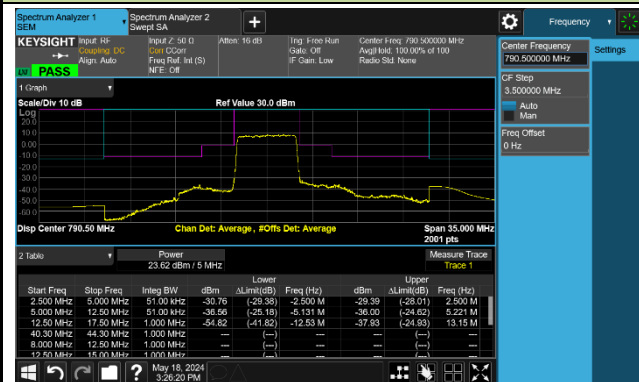 Spectrum Analyzer 1
SEM
Spectrum Analyzer 2
Swept SA
Frequency
KEYSIGHT Input: RF
Coupling: DC
Align: Auto
Input Z: 50 Ω
Corr CCorr
Freq Ref: Int (S)
NFE: Off
Atten: 16 dB
Trig: Free Run
Gate: Off
IF Gain: Low
Center Freq: 790.500000 MHz
Avg|Hold: 100.00% of 100
Radio Std: None
LM PASS
Center Frequency
790.500000 MHz
Settings
CF Step
3.500000 MHz
Auto
Man
Freq Offset
0 Hz
1 Graph
Scale/Div 10 dB
Ref Value 30.0 dBm
Log
20.0
10.0
0.00
-10.0
-20.0
-30.0
-40.0
-50.0
-60.0
Disp Center 790.50 MHz
Chan Det: Average, #Offs Det: Average
Span 35.000 MHz
2001 pts
2 Table
Power
23.62 dBm / 5 MHz
Measure Trace
Trace 1
Lower Upper
Start Freq Stop Freq Integ BW dBm ΔLimit(dB) Freq (Hz) dBm ΔLimit(dB) Freq (Hz)
2.500 MHz 5.000 MHz 51.00 kHz -30.76 (-29.38) -2.500 M -29.39 (-28.01) 2.500 M
5.000 MHz 12.50 MHz 51.00 kHz -36.56 (-25.18) -5.131 M -36.00 (-24.62) 5.221 M
12.50 MHz 17.50 MHz 1.000 MHz -54.82 (-41.82) -12.53 M -37.93 (-24.93) 13.15 M
40.30 MHz 44.30 MHz 1.000 MHz --- (---) --- (---)
8.000 MHz 12.50 MHz 1.000 MHz --- (---) --- (---)
12.50 MHz 15.00 MHz 1.000 MHz --- (---) --- (---)
May 18, 2024
3:26:20 PM